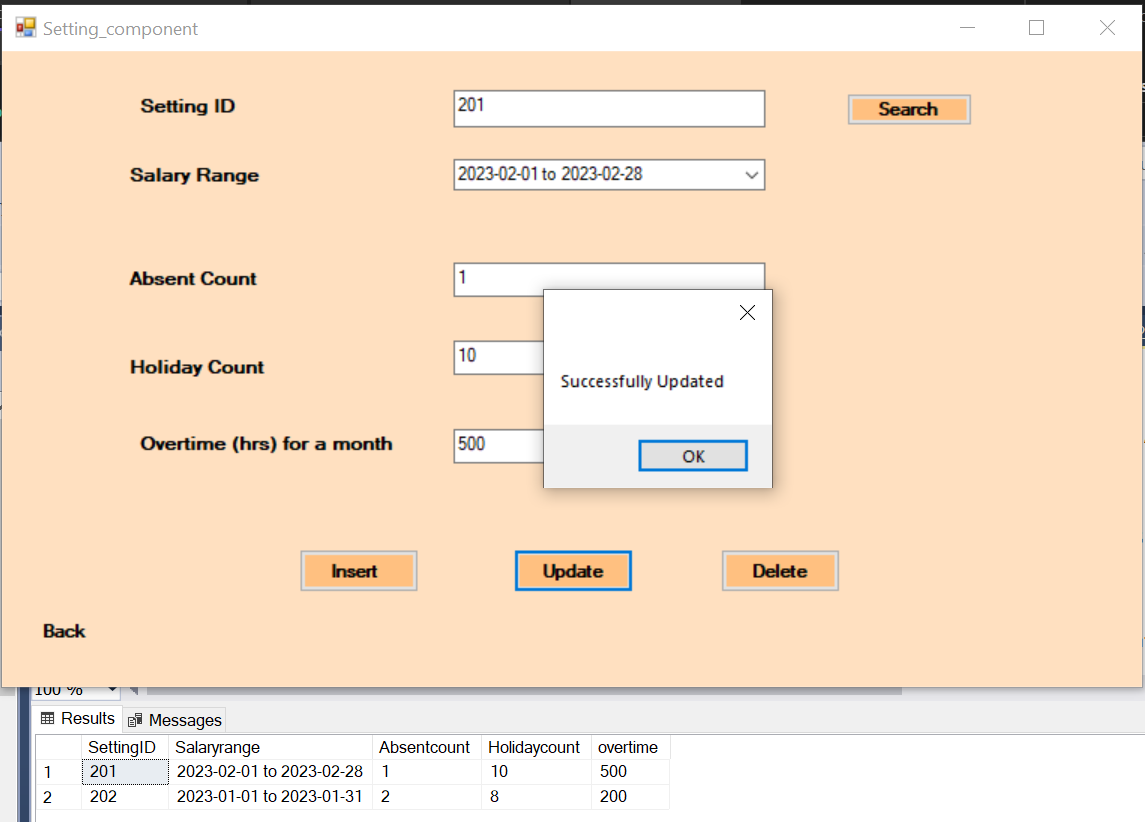 Setting_component
Setting ID 201 Search
Salary Range 2023-02-01 to 2023-02-28
Absent Count 1
Holiday Count 10
Successfully Updated
Overtime (hrs) for a month 500
OK
Insert Update Delete
Back
100 %
Results Messages
SettingID Salaryrange Absentcount Holidaycount overtime
1 201 2023-02-01 to 2023-02-28 1 10 500
2 202 2023-01-01 to 2023-01-31 2 8 200